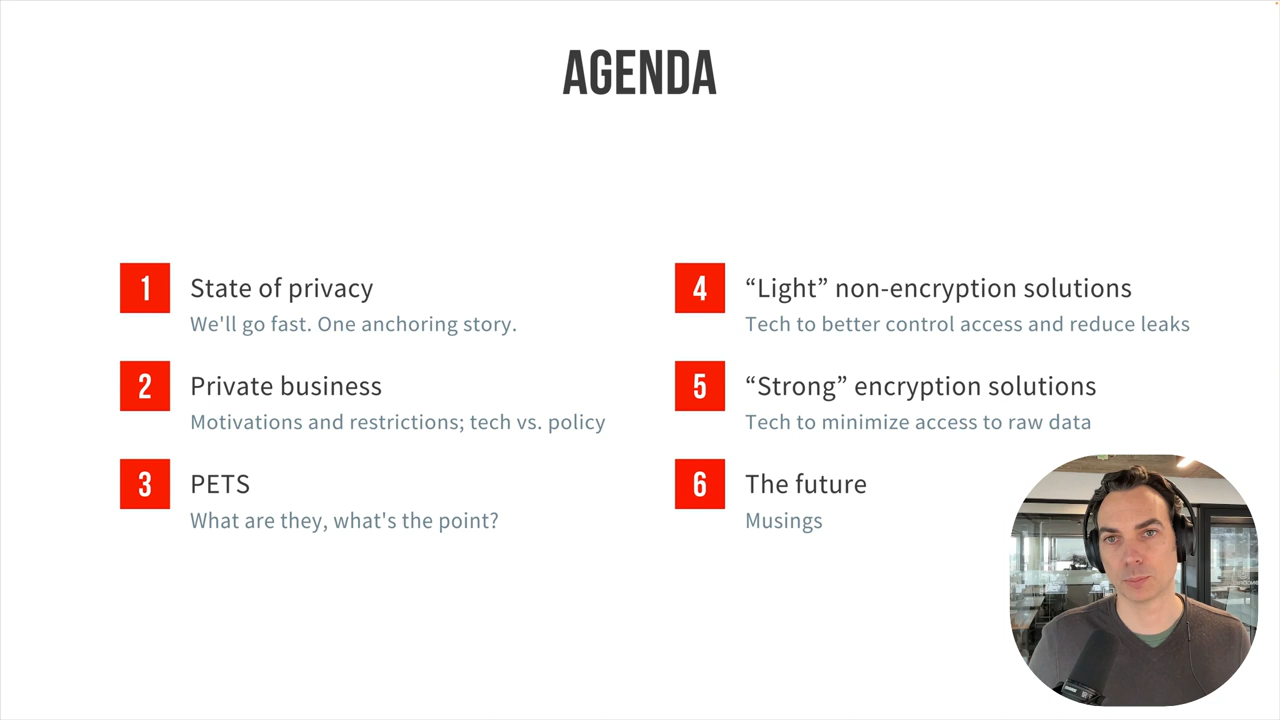 AGENDA
1
State of privacy
We'll go fast. One anchoring story.
2
Private business
Motivations and restrictions; tech vs. policy
3
PETS
What are they, what's the point?
4
“Light” non-encryption solutions
Tech to better control access and reduce leaks
5
“Strong” encryption solutions
Tech to minimize access to raw data
6
The future
Musings